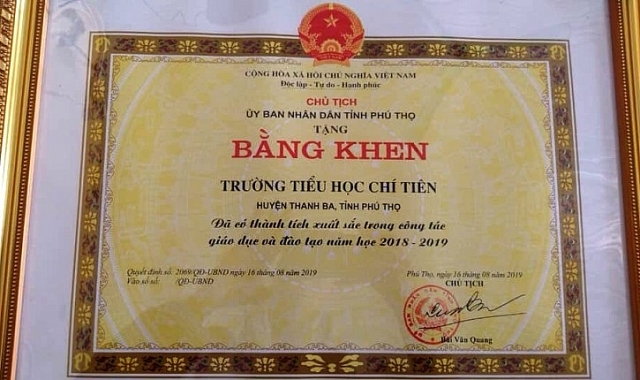 CỘNG HÒA XÃ HỘI CHỦ NGHĨA VIỆT NAM
Độc lập - Tự do - Hạnh phúc
CHỦ TỊCH
ỦY BAN NHÂN DÂN TỈNH PHÚ THỌ
TẶNG
BẰNG KHEN
TRƯỜNG TIỂU HỌC CHÍ TIÊN
HUYỆN THANH BA, TỈNH PHÚ THỌ
Đã có thành tích xuất sắc trong công tác
giáo dục và đào tạo năm học 2018 - 2019
Quyết định số: 2069/QĐ-UBND ngày 16 tháng 08 năm 2019
Vào sổ số: /QĐ-UBND
Phú Thọ, ngày 16 tháng 08 năm 2019
CHỦ TỊCH
Bùi Văn Quang